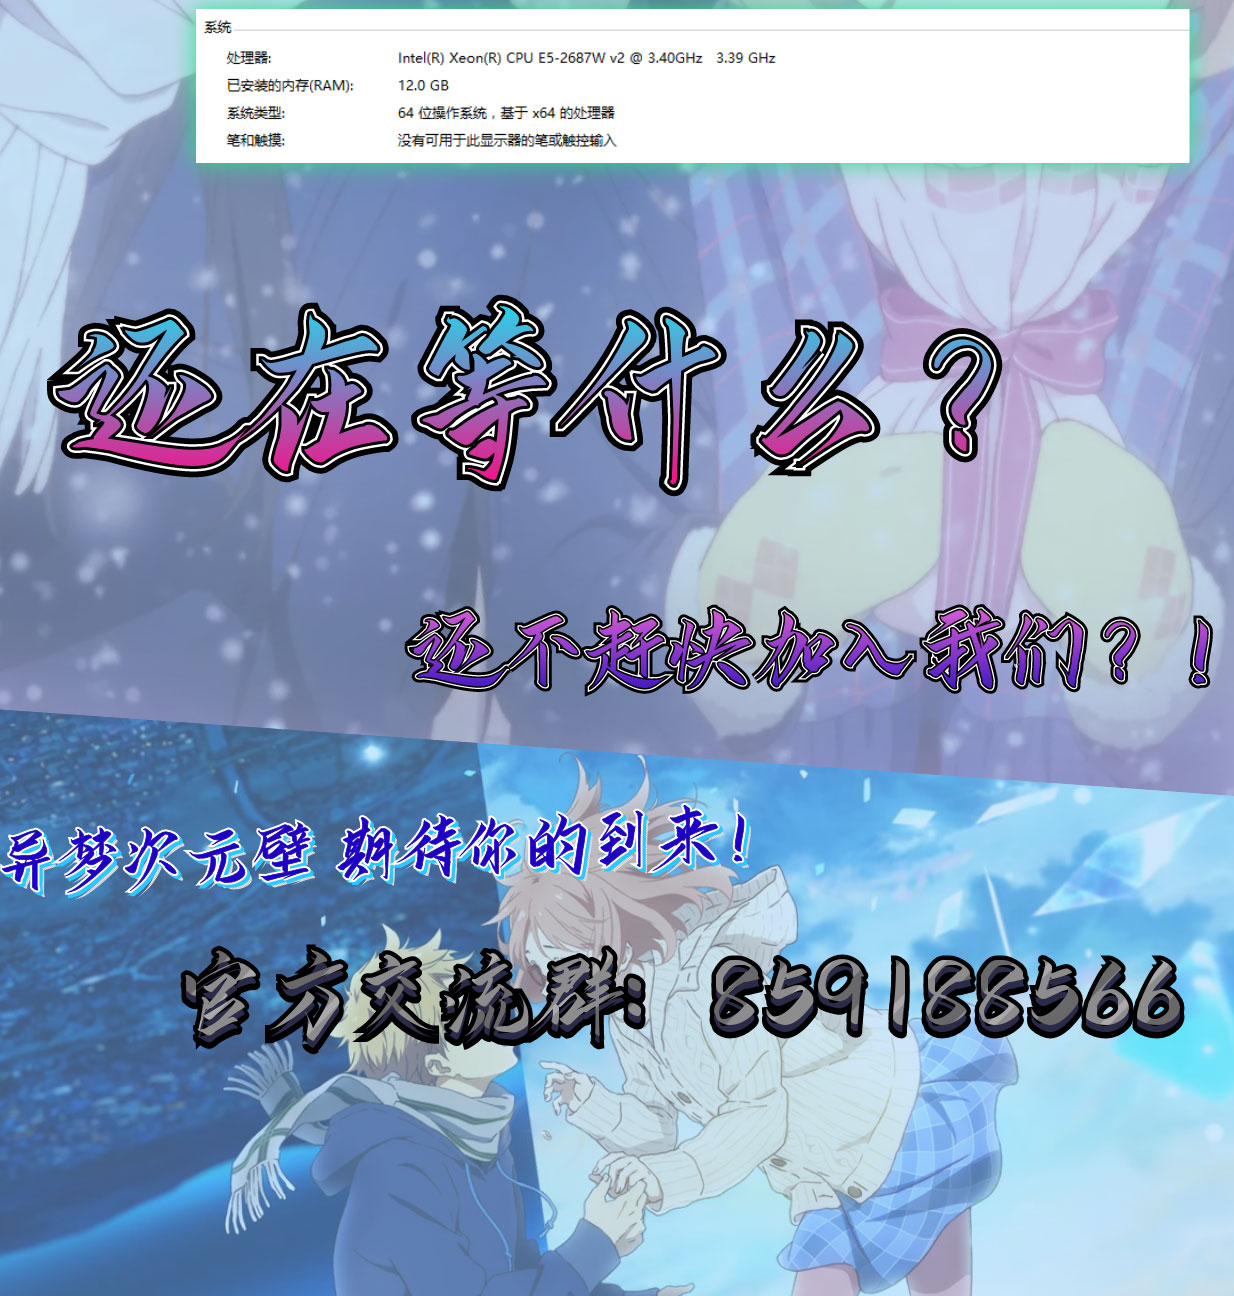 系统
处理器: Intel(R) Xeon(R) CPU E5-2687W v2 @ 3.40GHz 3.39 GHz
已安装的内存(RAM): 12.0 GB
系统类型: 64 位操作系统，基于 x64 的处理器
笔和触摸: 没有可用于此显示器的笔或触控输入
还在等什么？
还不赶快加入我们？！
异梦次元壁 期待你的到来！
官方交流群：859188566